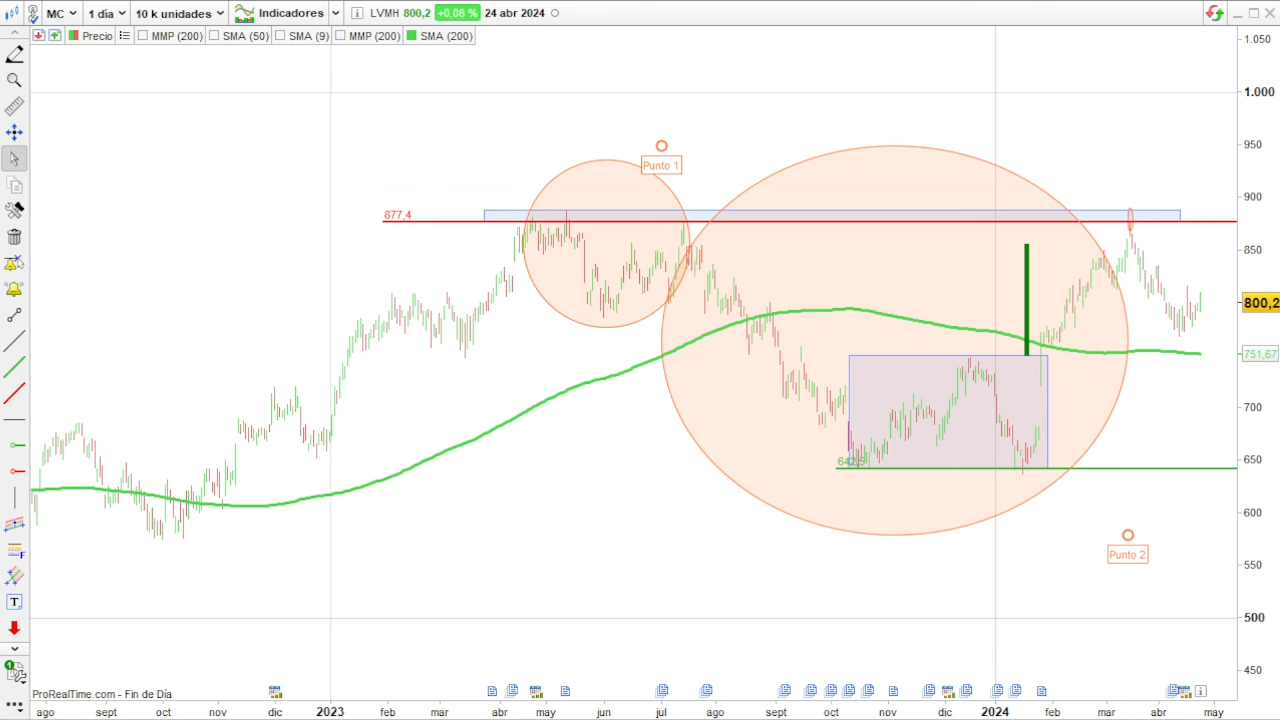 MC 1 día 10 k unidades Indicadores LVMH 800,2 +0,08 % 24 abr 2024
Precio MMP (200) SMA (50) SMA (9) MMP (200) SMA (200)
1.050
1.000
950
Punto 1
900
877,4
850
800,2
751,67
700
650
642,5
600
Punto 2
550
500
450
ProRealTime.com - Fin de Día
ago sept oct nov dic 2023 feb mar abr may jun jul ago sept oct nov dic 2024 feb mar abr may